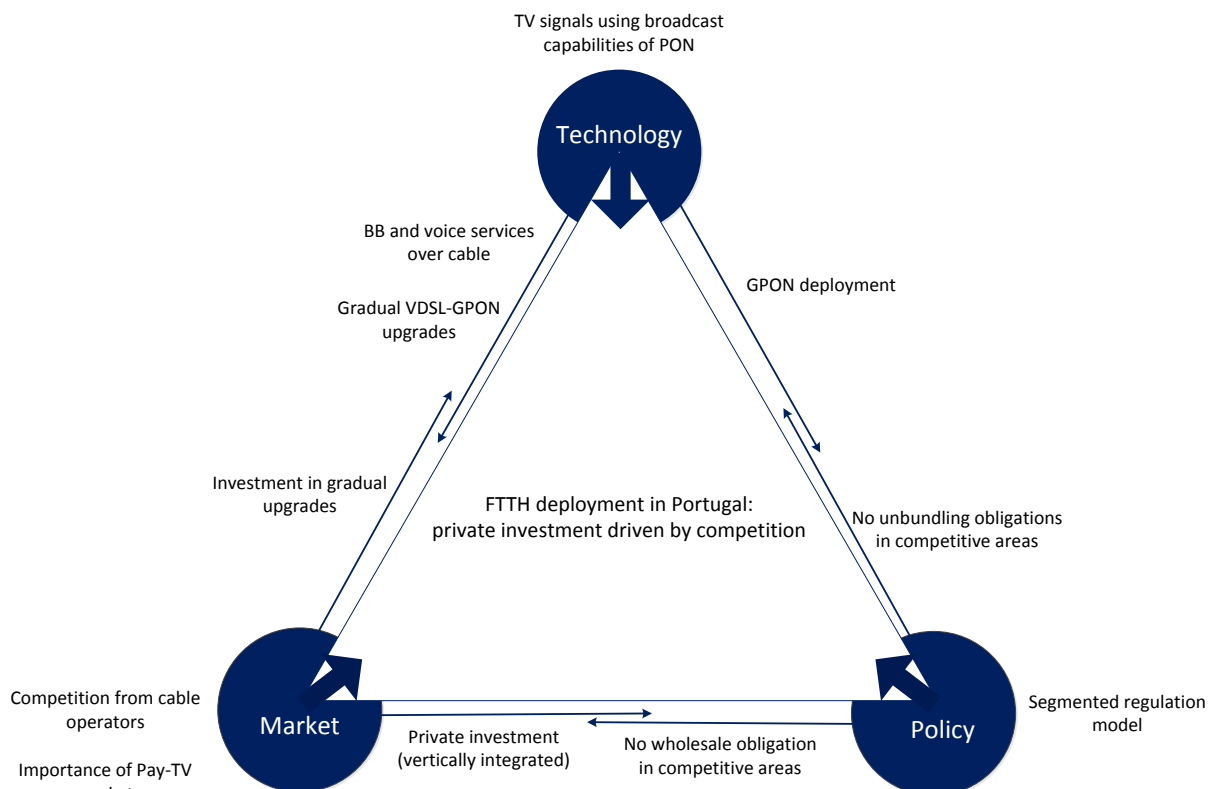 TV signals using broadcast
capabilities of PON
Technology
BB and voice services
over cable
GPON deployment
Gradual VDSL-GPON
upgrades
Investment in gradual
upgrades
FTTH deployment in Portugal:
private investment driven by competition
No unbundling obligations
in competitive areas
Competition from cable
operators
Market
Policy
Segmented regulation
model
Private investment
(vertically integrated)
No wholesale obligation
in competitive areas
Importance of Pay-TV